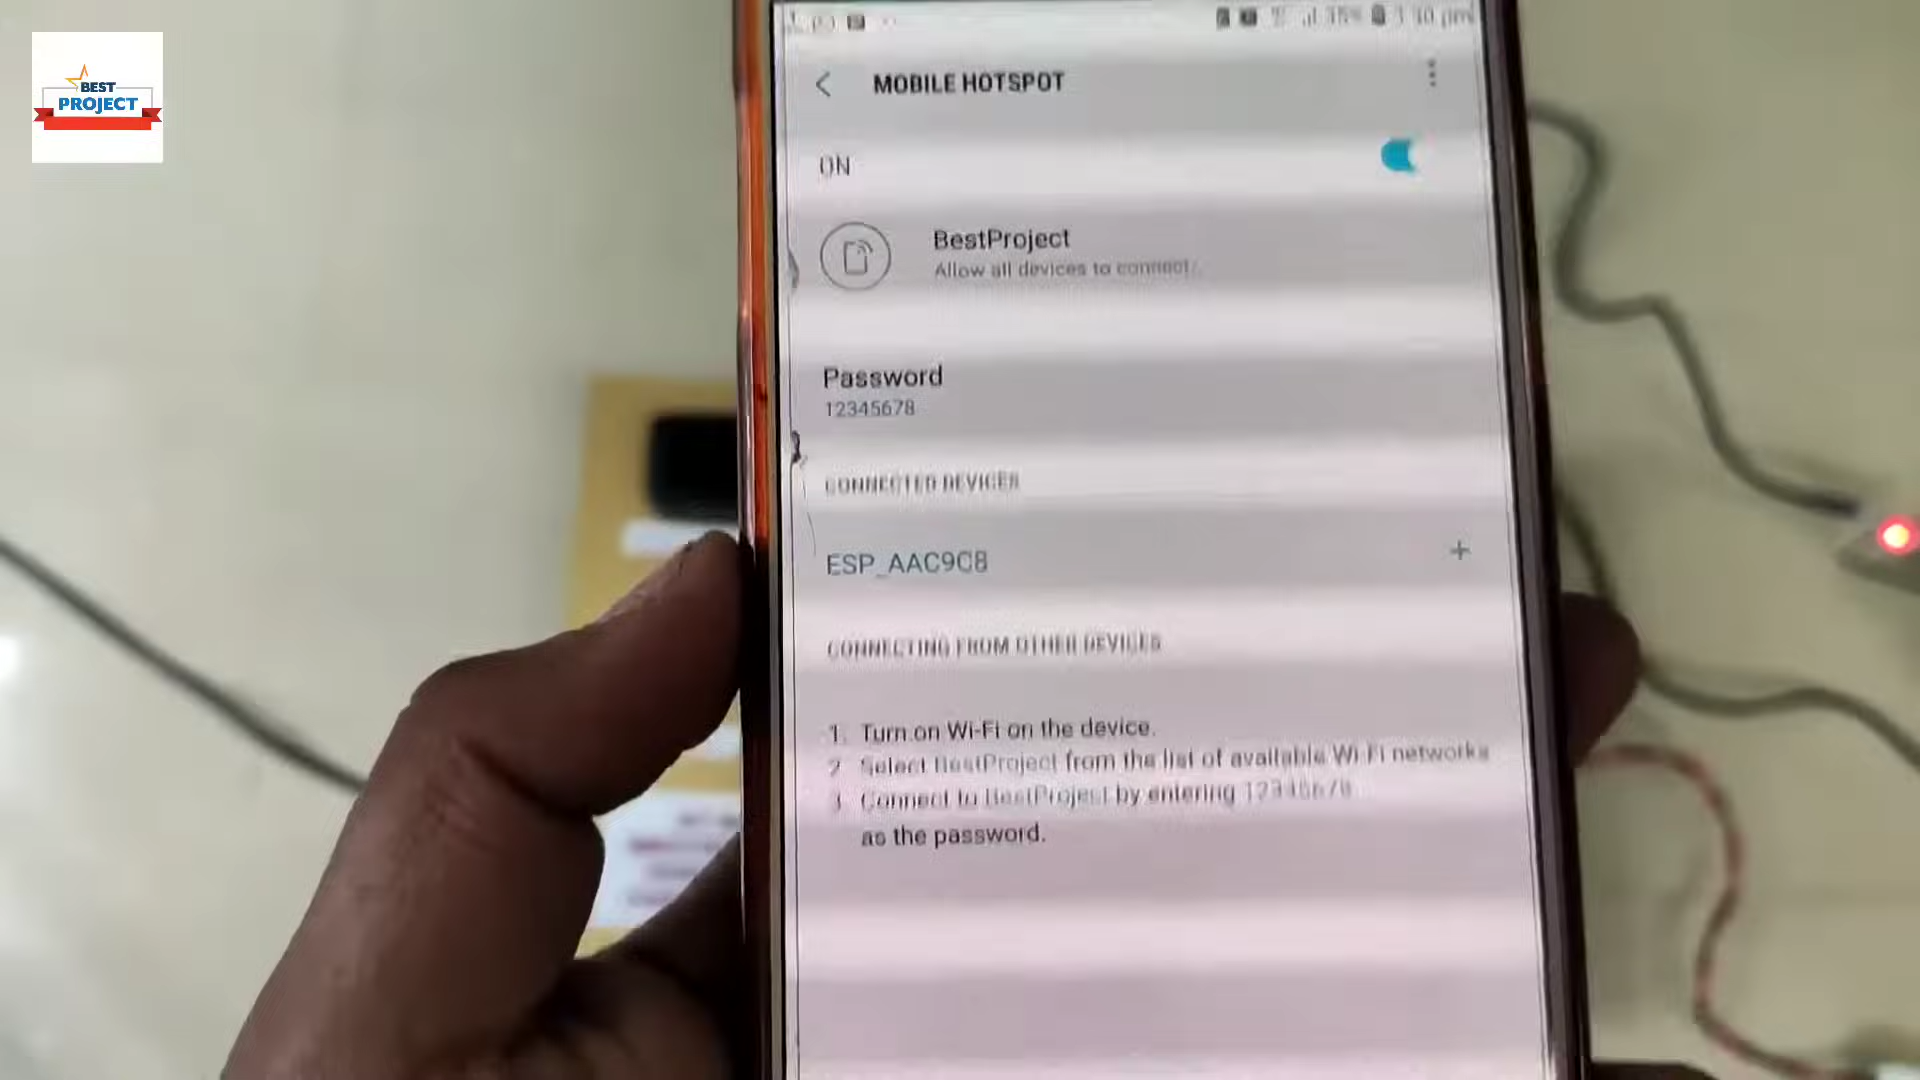 BEST
PROJECT
MOBILE HOTSPOT
ON
BestProject
Allow all devices to connect.
Password
12345678
CONNECTED DEVICES
ESP_AAC9C8
CONNECTING FROM OTHER DEVICES
1. Turn on Wi-Fi on the device.
2. Select BestProject from the list of available Wi-Fi networks
3. Connect to BestProject by entering 12345678
as the password.